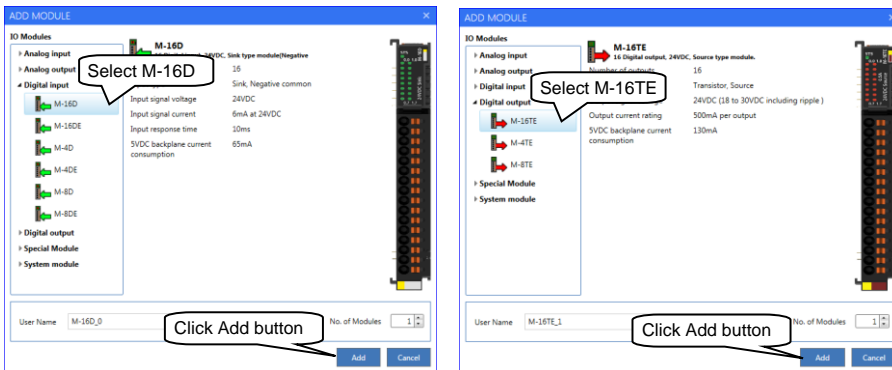 ADD MODULE
IO Modules
Analog input
Analog output
Digital input
M-16D
M-16DE
M-4D
M-4DE
M-8D
M-8DE
Digital output
Special Module
System module
M-16D
24VDC, Sink type module(Negative
16
Sink, Negative common
Input signal voltage 24VDC
Input signal current 6mA at 24VDC
Input response time 10ms
5VDC backplane current consumption 65mA
Select M-16D
User Name M-16D_0
No. of Modules 1
Click Add button
Add Cancel
ADD MODULE
IO Modules
Analog input
Analog output
Digital input
Digital output
M-16TE
M-4TE
M-8TE
Special Module
System module
M-16TE
16 Digital output, 24VDC, Source type module.
Number of outputs 16
Transistor, Source
24VDC (18 to 30VDC including ripple )
Output current rating 500mA per output
5VDC backplane current consumption 130mA
Select M-16TE
User Name M-16TE_1
No. of Modules 1
Click Add button
Add Cancel